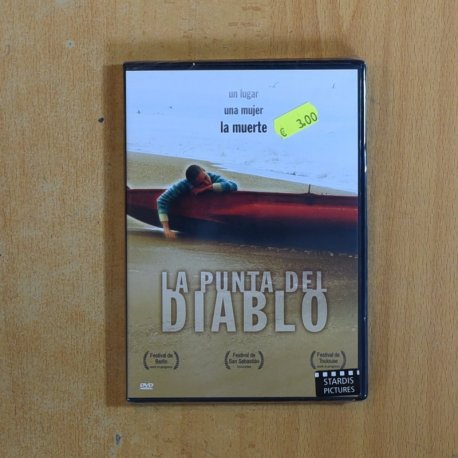 un lugar
una mujer
la muerte
€ 3.00
LA PUNTA DEL
DIABLO
Festival de
Berlín
Festival de
San Sebastián
Festival de
Toulouse
DVD
STARDIS
PICTURES